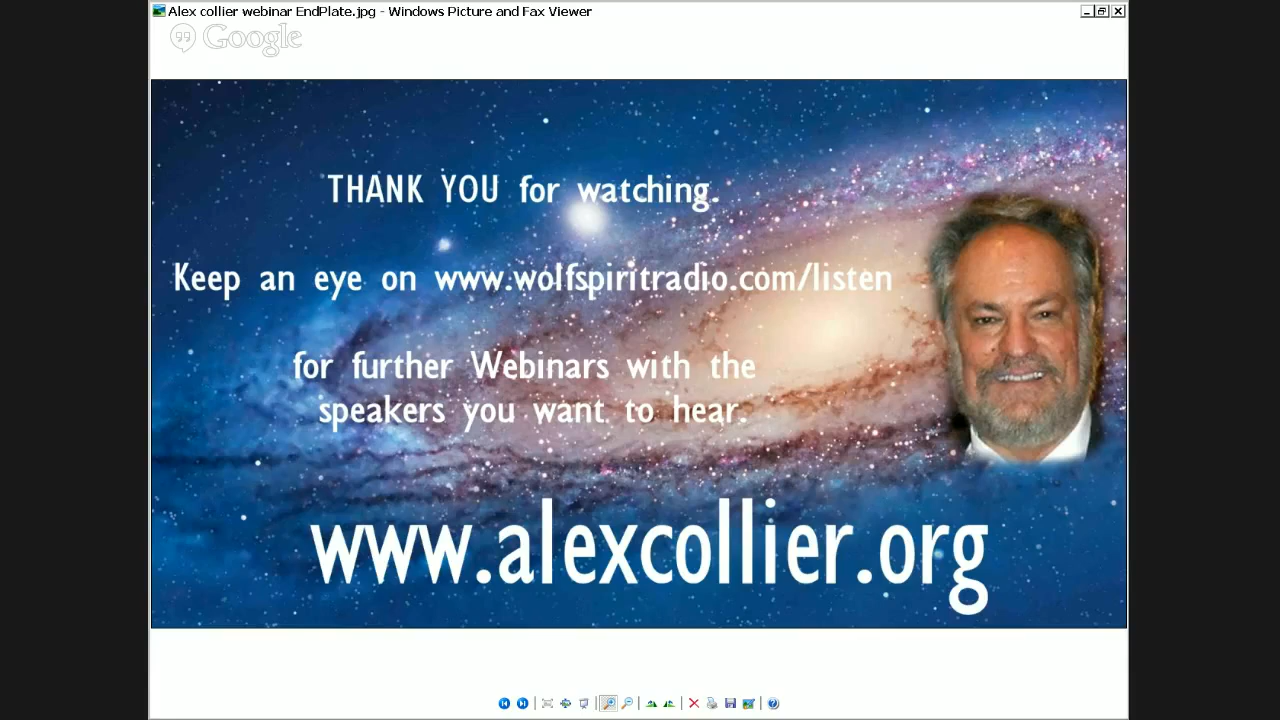 Alex collier webinar EndPlate.jpg - Windows Picture and Fax Viewer
Google
THANK YOU for watching.
Keep an eye on www.wolfspiritradio.com/listen
for further Webinars with the
speakers you want to hear.
www.alexcollier.org